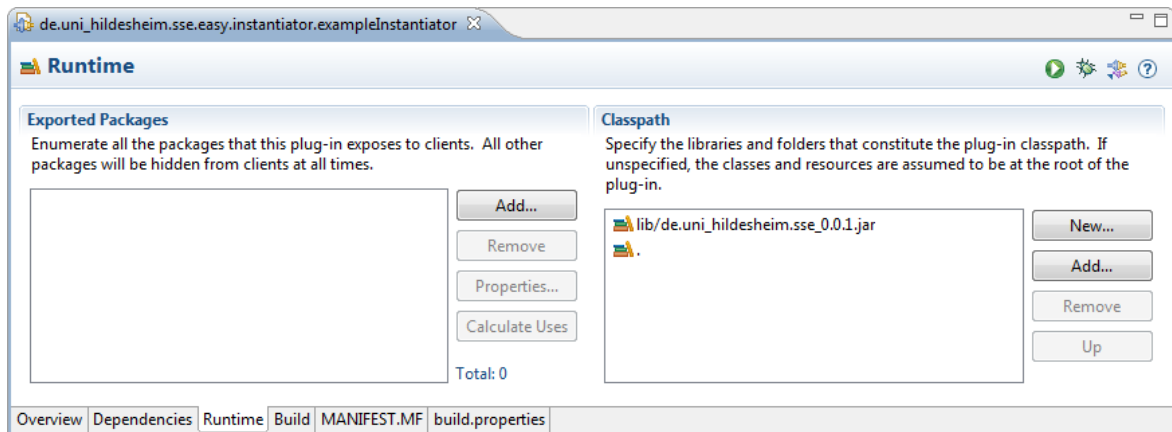 de.uni_hildesheim.sse.easy.instantiator.exampleInstantiator
Runtime
Exported Packages
Enumerate all the packages that this plug-in exposes to clients. All other
packages will be hidden from clients at all times.
Add...
Remove
Properties...
Calculate Uses
Total: 0
Classpath
Specify the libraries and folders that constitute the plug-in classpath. If
unspecified, the classes and resources are assumed to be at the root of the
plug-in.
lib/de.uni_hildesheim.sse_0.0.1.jar
.
New...
Add...
Remove
Up
Overview Dependencies Runtime Build MANIFEST.MF build.properties